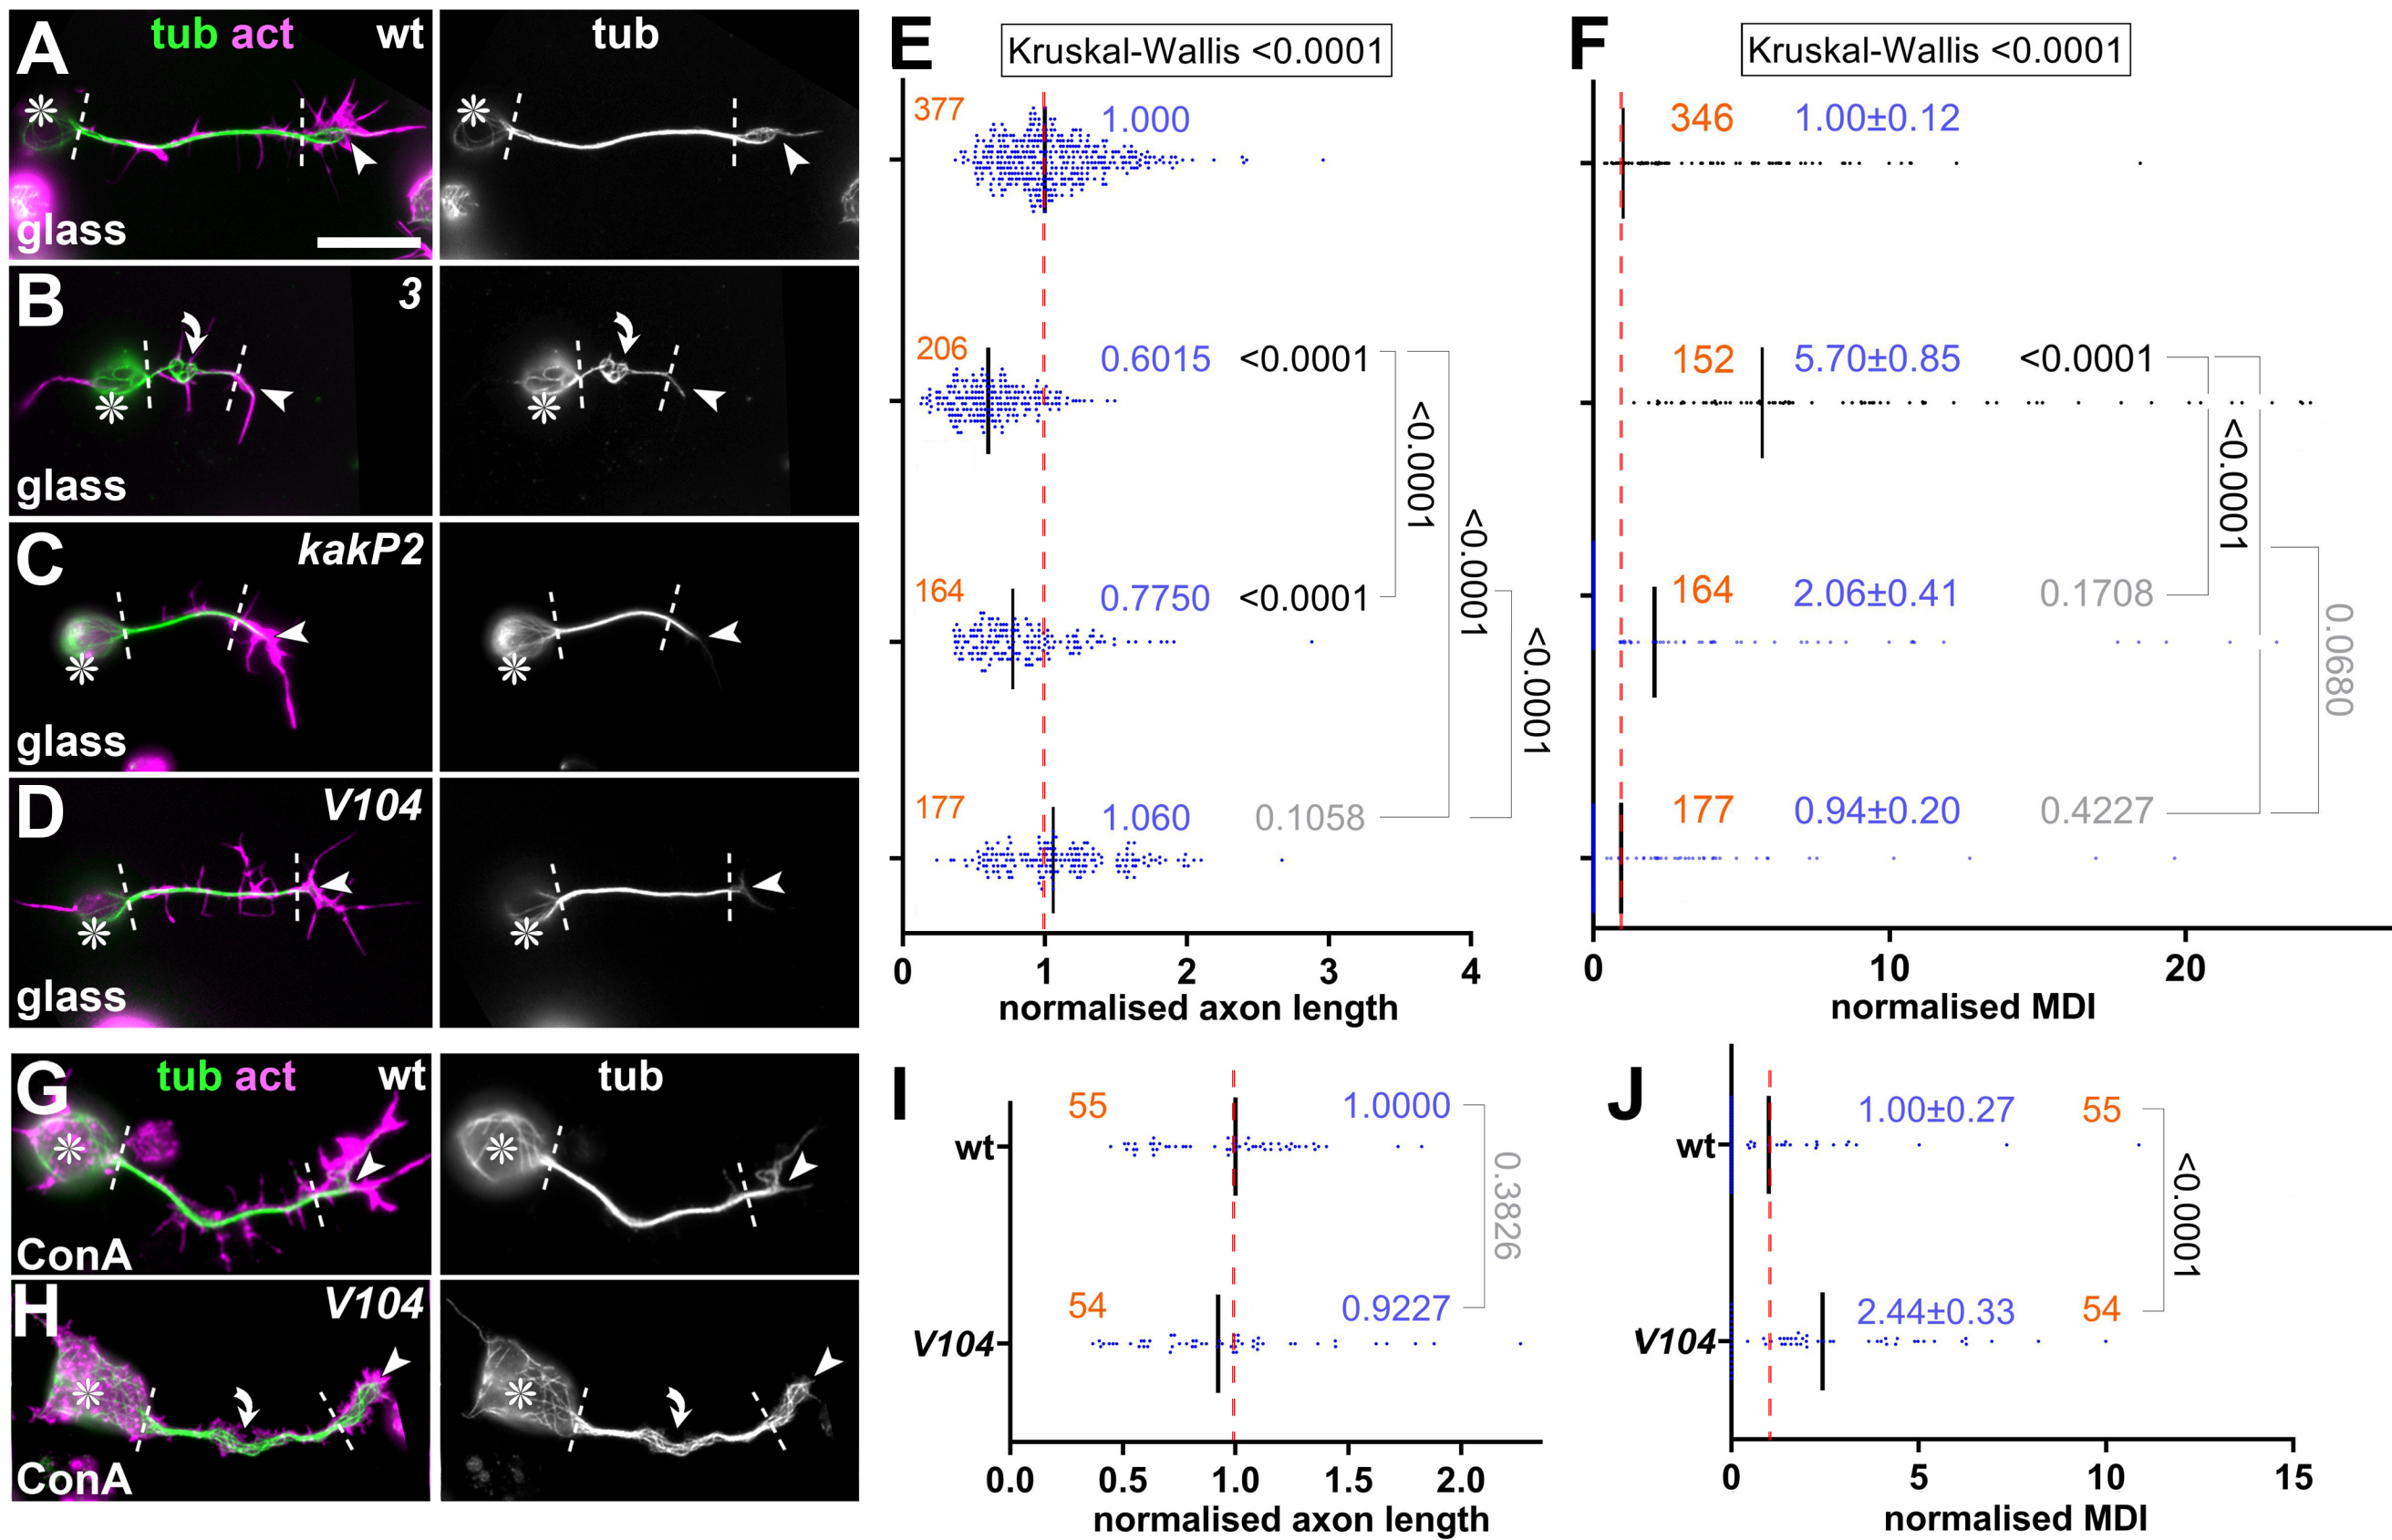 A
tub act
wt
tub
glass
B
3
glass
C
kakP2
glass
D
V104
glass
E
Kruskal-Wallis <0.0001
377
1.000
206
0.6015
<0.0001
164
0.7750
<0.0001
177
1.060
0.1058
<0.0001
<0.0001
<0.0001
0
1
2
3
4
normalised axon length
F
Kruskal-Wallis <0.0001
346
1.00±0.12
152
5.70±0.85
<0.0001
164
2.06±0.41
0.1708
177
0.94±0.20
0.4227
<0.0001
0.0680
0
10
20
normalised MDI
G
tub act
wt
tub
ConA
H
V104
ConA
I
wt
55
1.0000
V104
54
0.9227
0.3826
0.0
0.5
1.0
1.5
2.0
normalised axon length
J
wt
1.00±0.27
55
V104
2.44±0.33
54
<0.0001
0
5
10
15
normalised MDI